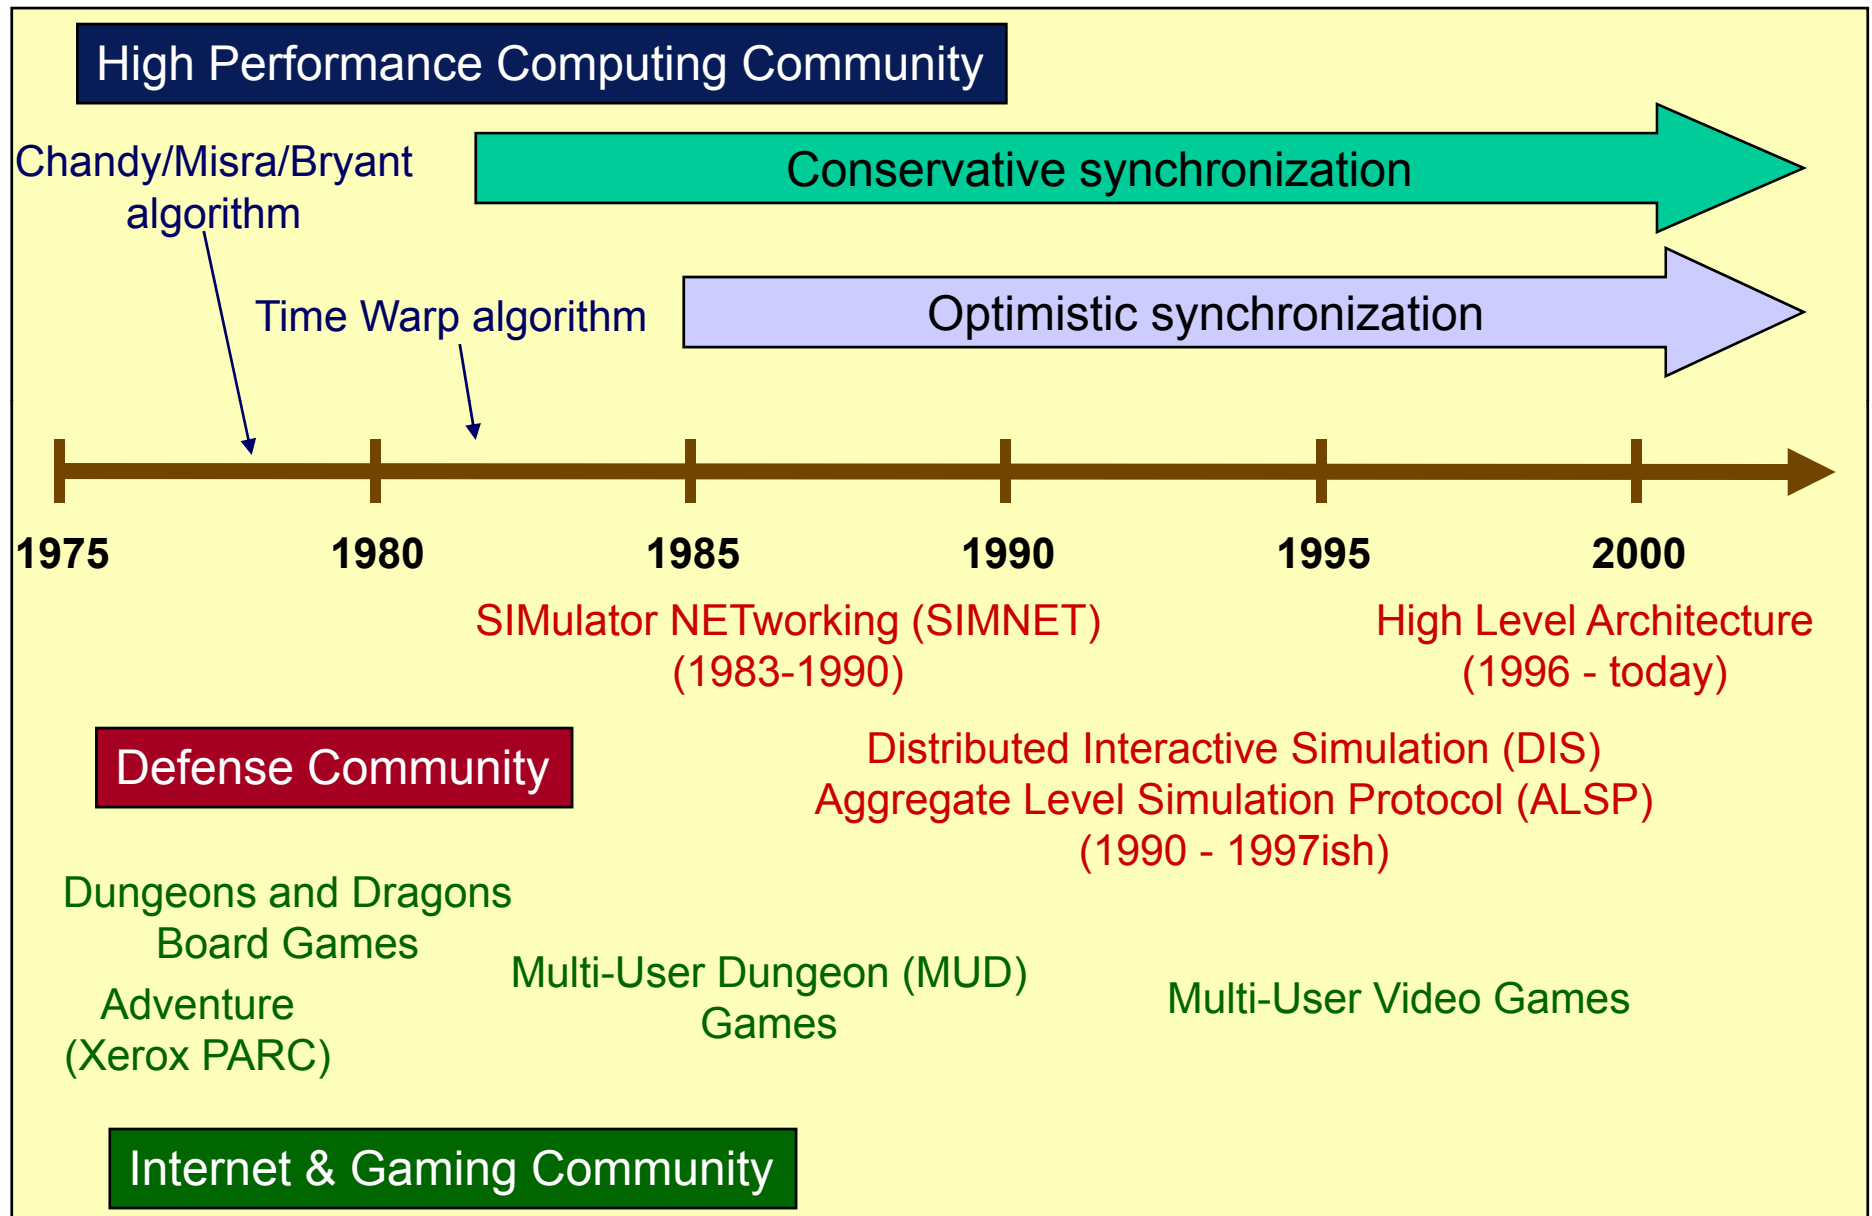 High Performance Computing Community
Chandy/Misra/Bryant
algorithm
Conservative synchronization
Time Warp algorithm
Optimistic synchronization
1975 1980 1985 1990 1995 2000
SIMulator NETworking (SIMNET)
(1983-1990)
High Level Architecture
(1996 - today)
Defense Community
Distributed Interactive Simulation (DIS)
Aggregate Level Simulation Protocol (ALSP)
(1990 - 1997ish)
Dungeons and Dragons
Board Games
Adventure
(Xerox PARC)
Multi-User Dungeon (MUD)
Games
Multi-User Video Games
Internet & Gaming Community